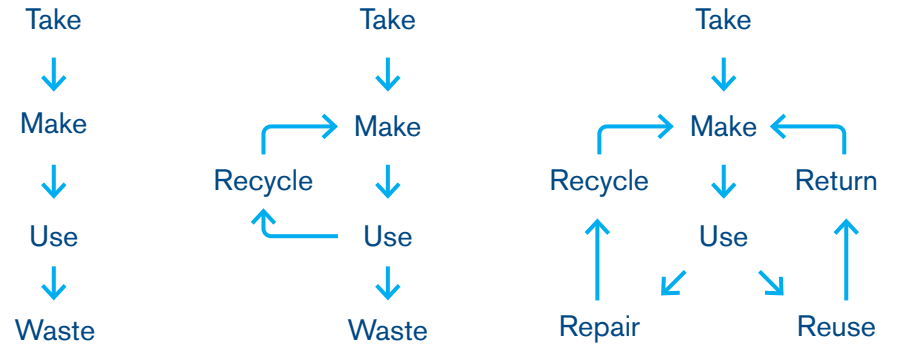 Take
Make
Use
Waste
Take
Make
Recycle
Use
Waste
Take
Make
Recycle
Return
Use
Repair
Reuse